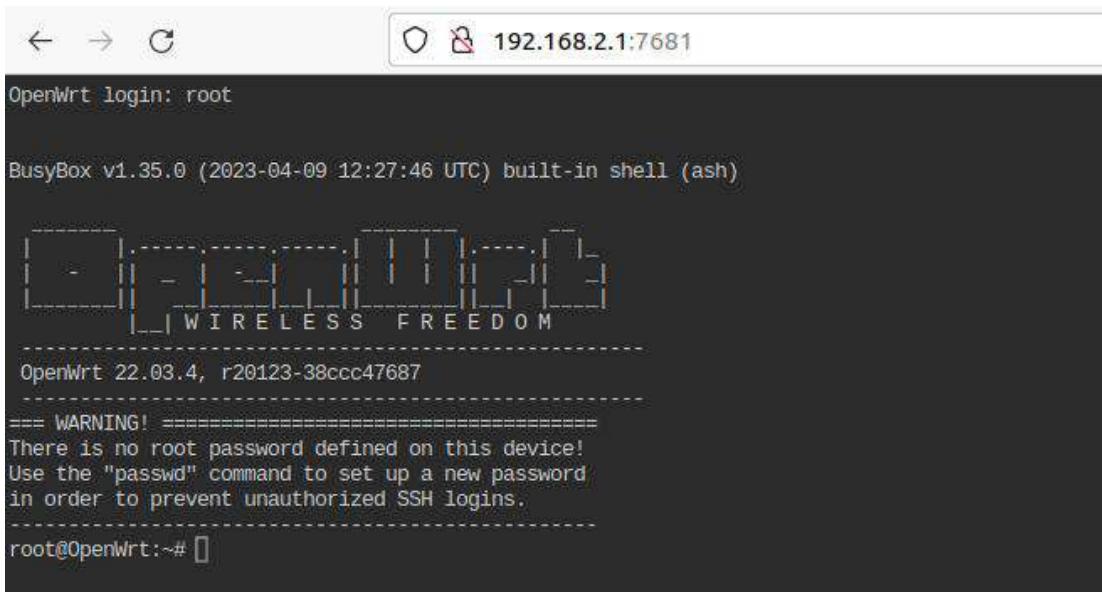 192.168.2.1:7681
OpenWrt login: root
BusyBox v1.35.0 (2023-04-09 12:27:46 UTC) built-in shell (ash)
OpenWrt
W I R E L E S S   F R E E D O M
-----------------------------------------------------
OpenWrt 22.03.4, r20123-38ccc47687
-----------------------------------------------------
=== WARNING! =====================================
There is no root password defined on this device!
Use the "passwd" command to set up a new password
in order to prevent unauthorized SSH logins.
--------------------------------------------------
root@OpenWrt:~#